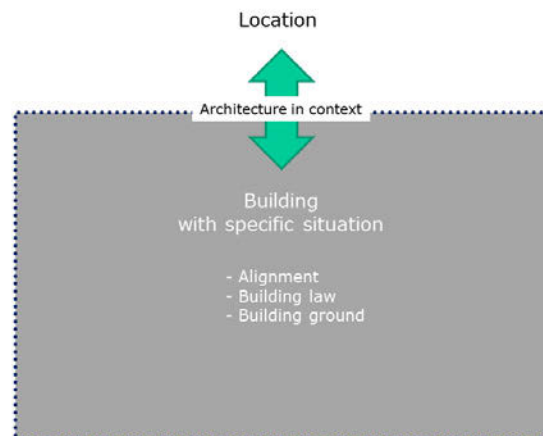 Location
Architecture in context
Building
with specific situation
- Alignment
- Building law
- Building ground